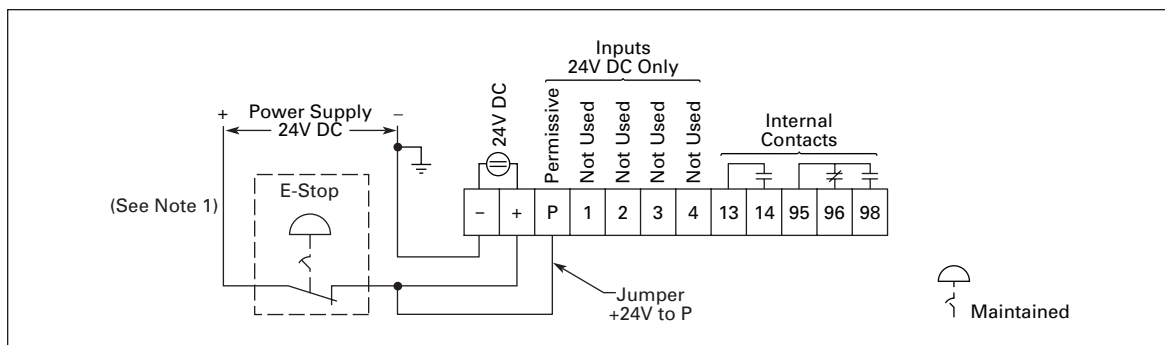 Inputs
24V DC Only
24V DC
Permissive
Not Used
Not Used
Not Used
Not Used
Internal
Contacts
+ Power Supply −
24V DC
(See Note 1)
E-Stop
− + P 1 2 3 4 13 14 95 96 98
Jumper
+24V to P
Maintained